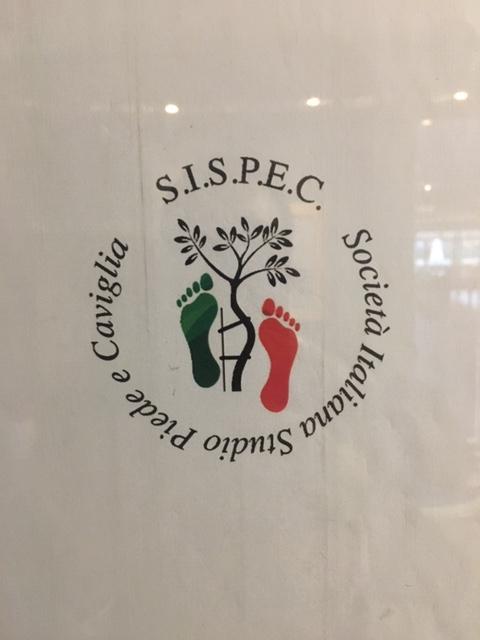 S.I.S.P.E.C.
Società Italiana Studio Piede e Caviglia